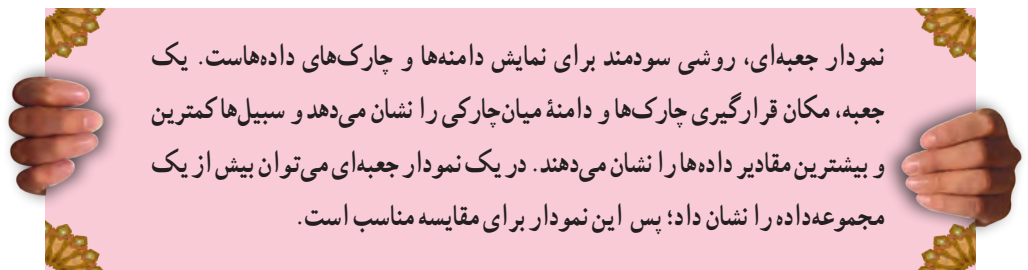 نمودار جعبه‌ای، روشی سودمند برای نمایش دامنه‌ها و چارک‌های داده‌هاست. یک
جعبه، مکان قرارگیری چارک‌ها و دامنهٔ میان‌چارکی را نشان می‌دهد و سبیل‌ها کمترین
و بیشترین مقادیر داده‌ها را نشان می‌دهند. در یک نمودار جعبه‌ای می‌توان بیش از یک
مجموعه‌داده را نشان داد؛ پس این نمودار برای مقایسه مناسب است.